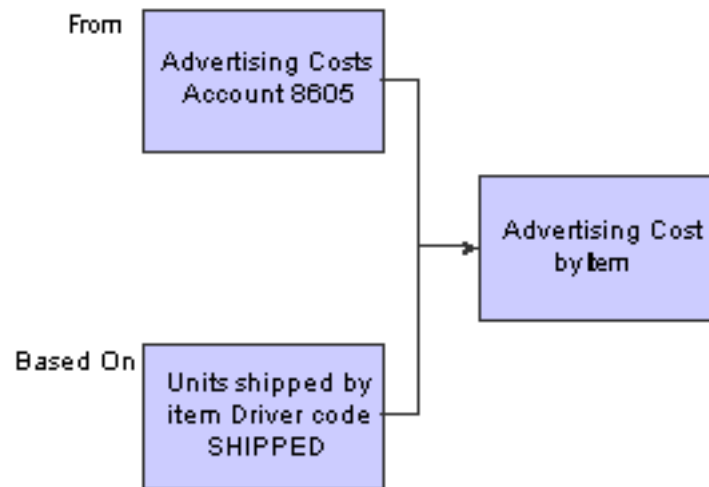 From
Advertising Costs
Account 8605
Advertising Cost
by Item
Based On
Units shipped by
item Driver code
SHIPPED